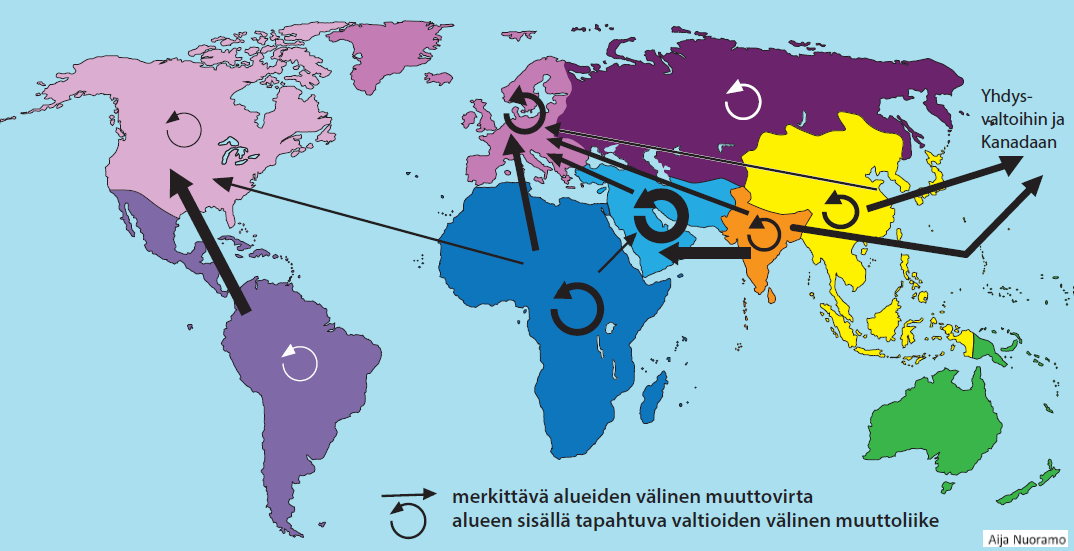 Yhdys-
valtoihin ja
Kanadaan
merkittävä alueiden välinen muuttovirta
alueen sisällä tapahtuva valtioiden välinen muuttoliike
Aija Nuoramo